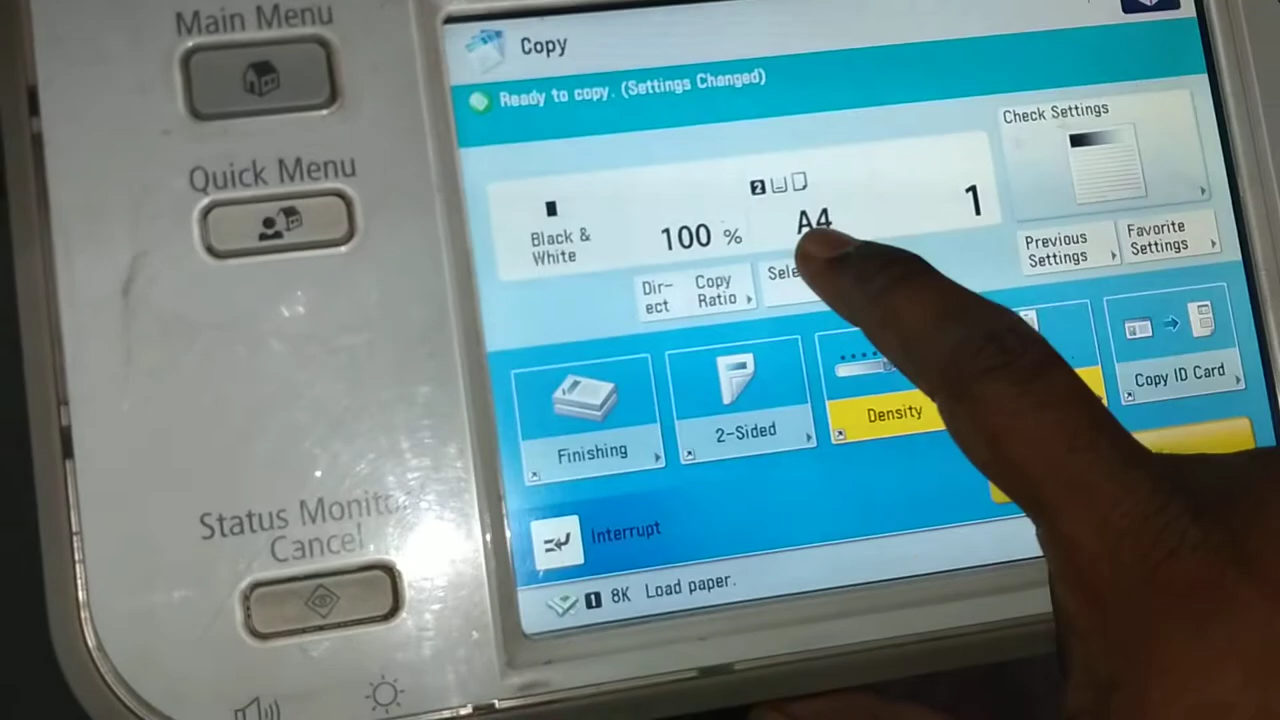 Main Menu
Copy
Ready to copy. (Settings Changed)
Check Settings
Quick Menu
2
Black &
White
100 %
A4
1
Previous
Settings
Favorite
Settings
Dir-
ect
Copy
Ratio
Finishing
2-Sided
Density
Copy ID Card
Status Monitor
Cancel
Interrupt
1 8K Load paper.